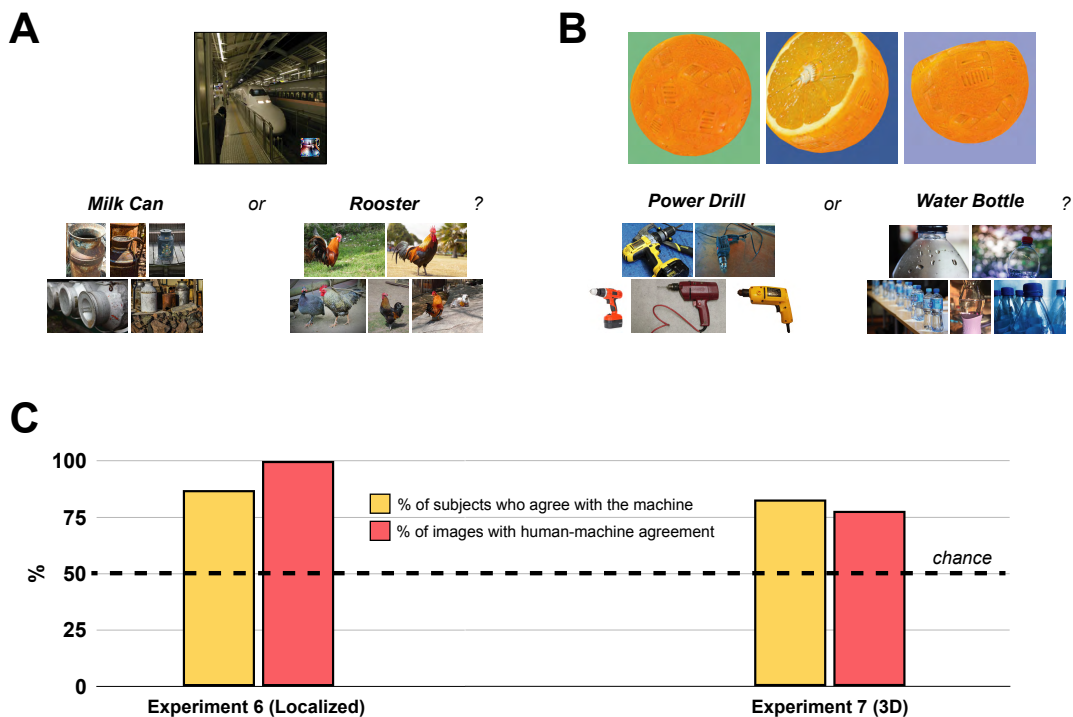 A
B
Milk Can or Rooster ?
Power Drill or Water Bottle ?
C
100
75
50
25
0
%
% of subjects who agree with the machine
% of images with human-machine agreement
chance
Experiment 6 (Localized)
Experiment 7 (3D)